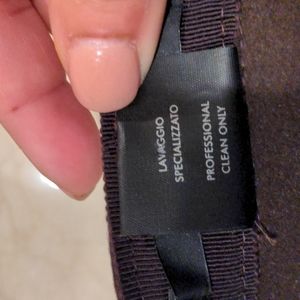 LAVAGGIO
SPECIALIZZATO
PROFESSIONAL
CLEAN ONLY